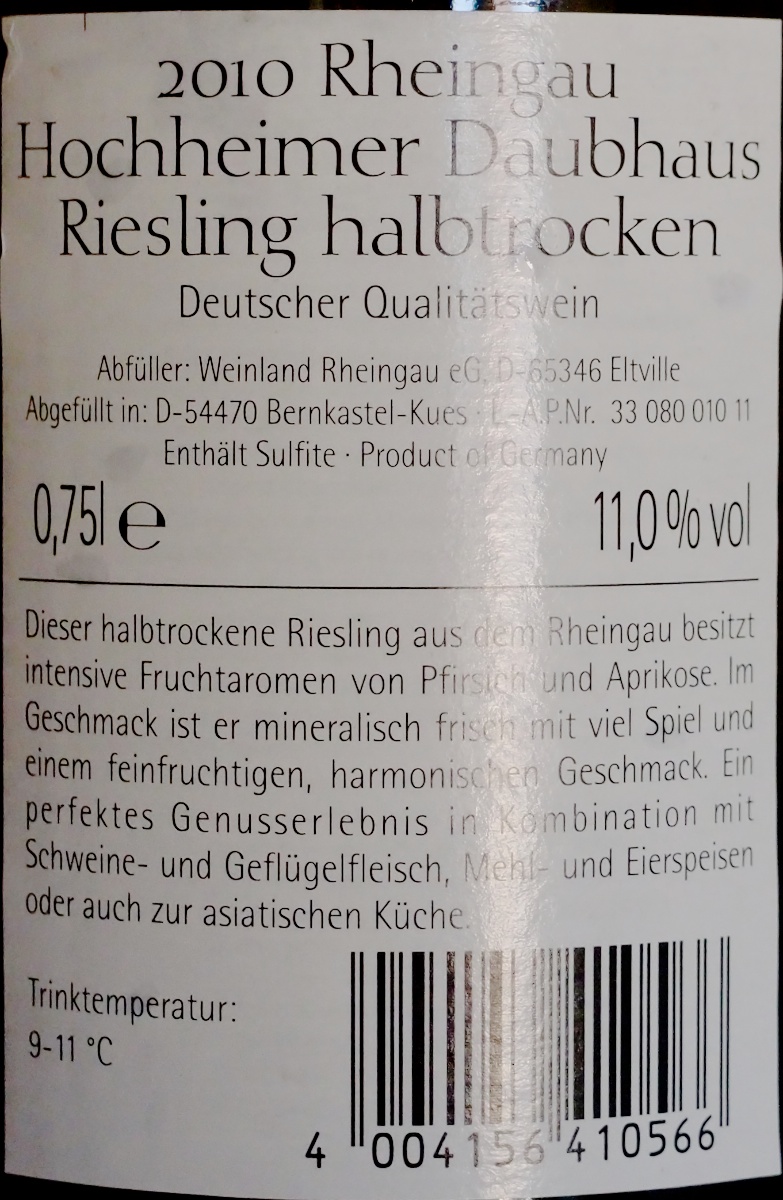 2010 Rheingau
Hochheimer Daubhaus
Riesling halbtrocken
Deutscher Qualitätswein
Abfüller: Weinland Rheingau eG, D-65346 Eltville
Abgefüllt in: D-54470 Bernkastel-Kues · L-A.P.Nr. 33 080 010 11
Enthält Sulfite · Product of Germany
0,75l e 11,0 % vol
Dieser halbtrockene Riesling aus dem Rheingau besitzt
intensive Fruchtaromen von Pfirsich und Aprikose. Im
Geschmack ist er mineralisch frisch mit viel Spiel und
einem feinfruchtigen, harmonischen Geschmack. Ein
perfektes Genusserlebnis in Kombination mit
Schweine- und Geflügelfleisch, Mehl- und Eierspeisen
oder auch zur asiatischen Küche.
Trinktemperatur:
9-11 °C
4 004156 410566